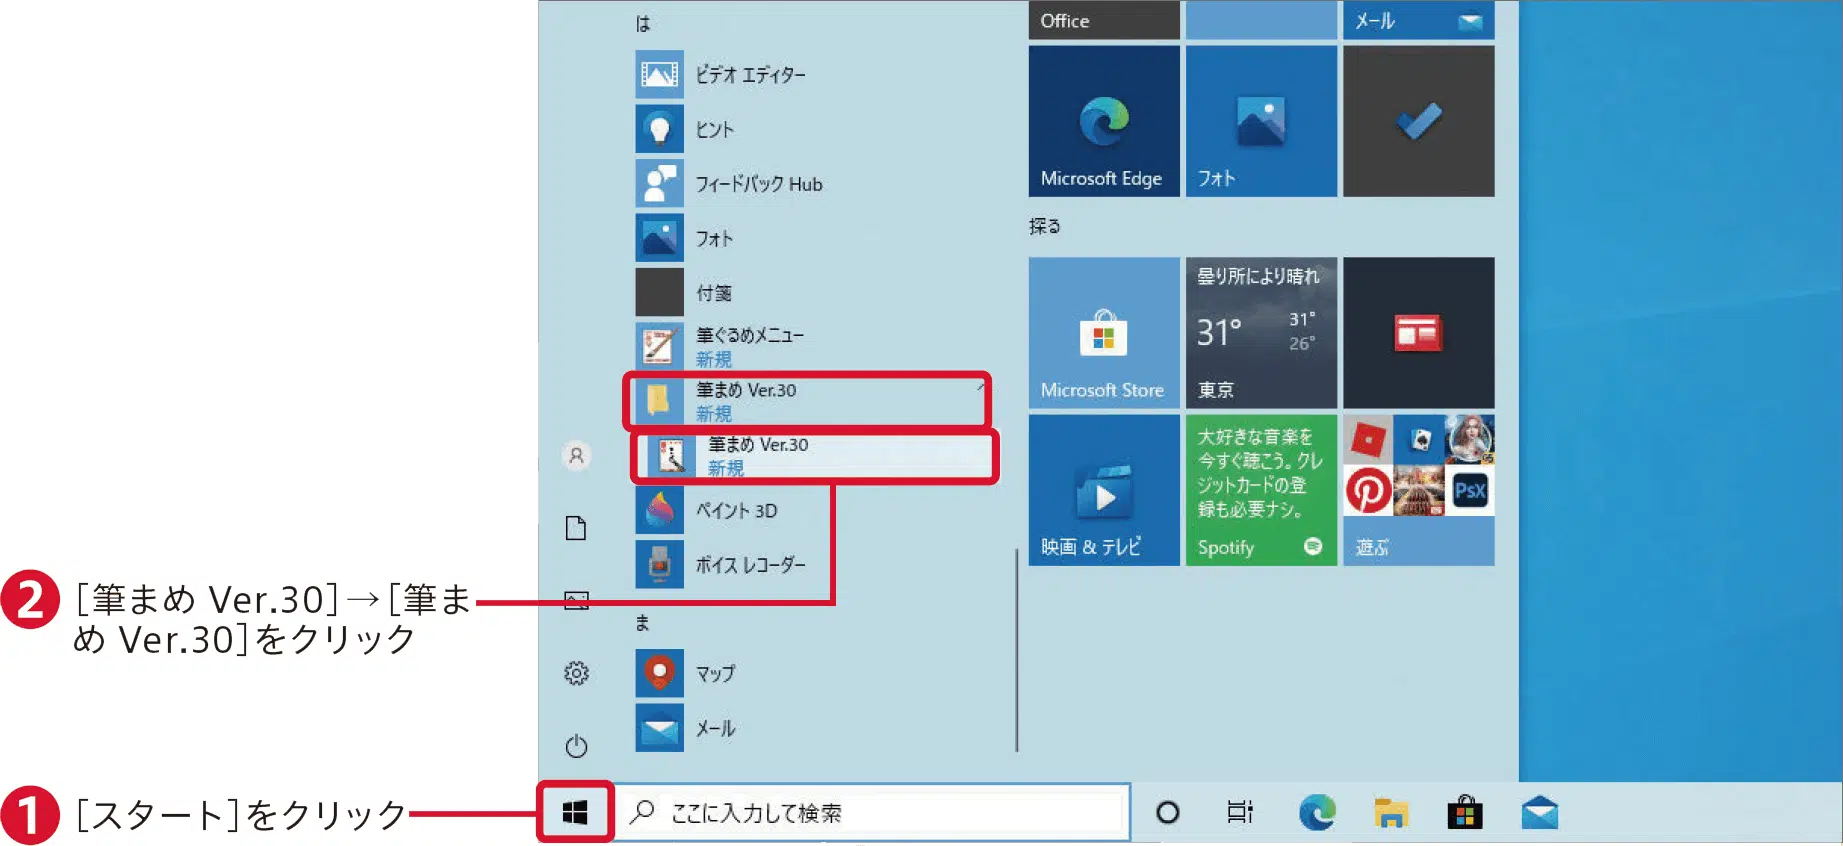 は
ビデオ エディター
ヒント
フィードバック Hub
フォト
付箋
筆ぐるめメニュー
新規
筆まめ Ver.30
新規
筆まめ Ver.30
新規
ペイント 3D
ボイス レコーダー
ま
マップ
メール
Office
メール
Microsoft Edge
フォト
探る
Microsoft Store
曇り所により晴れ
31°
31°
26°
東京
映画 & テレビ
大好きな音楽を
今すぐ聴こう。クレ
ジットカードの登
録も必要ナシ。
Spotify
PsX
遊ぶ
2 [筆まめ Ver.30]→[筆ま
め Ver.30]をクリック
1 [スタート]をクリック
ここに入力して検索